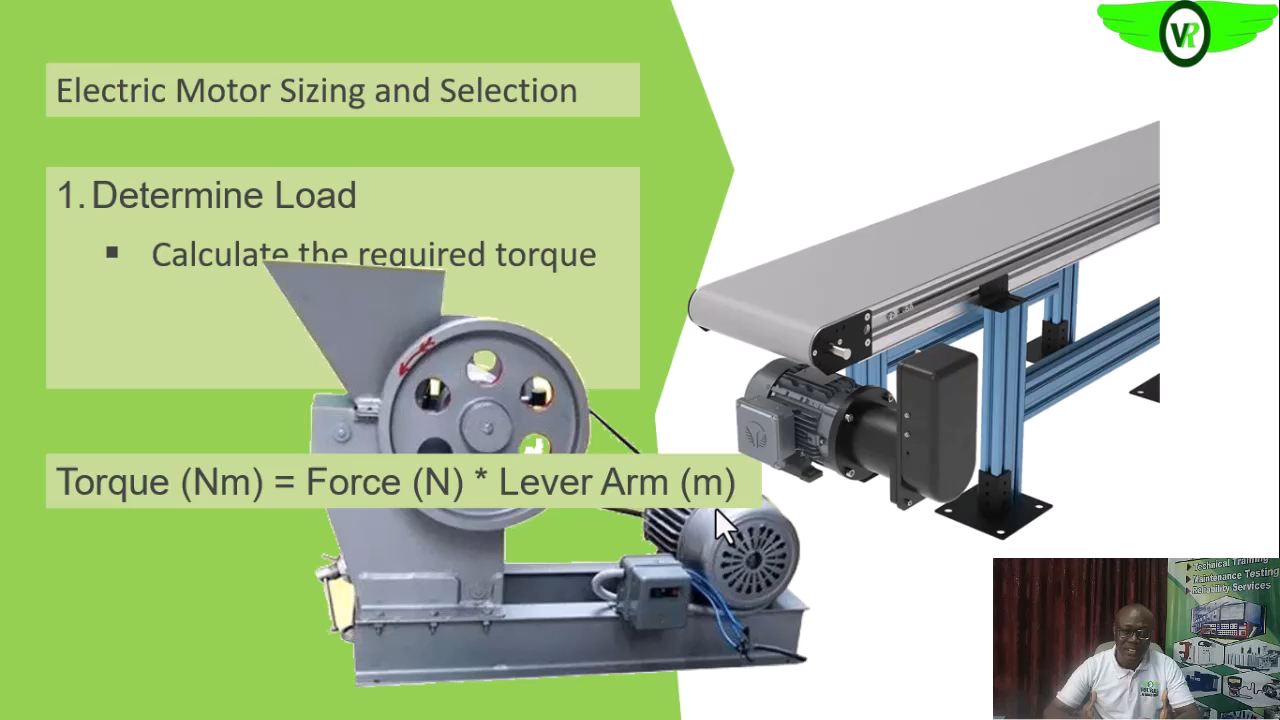 VR
Electric Motor Sizing and Selection
1. Determine Load
▪ Calculate the required torque
Torque (Nm) = Force (N) * Lever Arm (m)
Technical Training
Maintenance Testing
Reliability Services